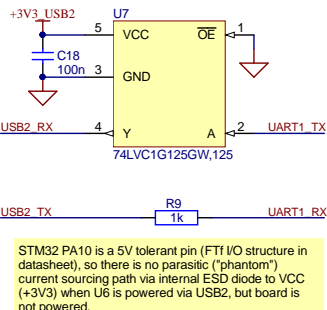 +3V3_USB2
U7
5
VCC
OE
1
C18
100n
3
GND
USB2_RX
4
Y
A
2
UART1_TX
74LVC1G125GW,125
USB2_TX
R9
1k
UART1_RX
STM32 PA10 is a 5V tolerant pin (FTf I/O structure in
datasheet), so there is no parasitic ("phantom")
current sourcing path via internal ESD diode to VCC
(+3V3) when U6 is powered via USB2, but board is
not powered.